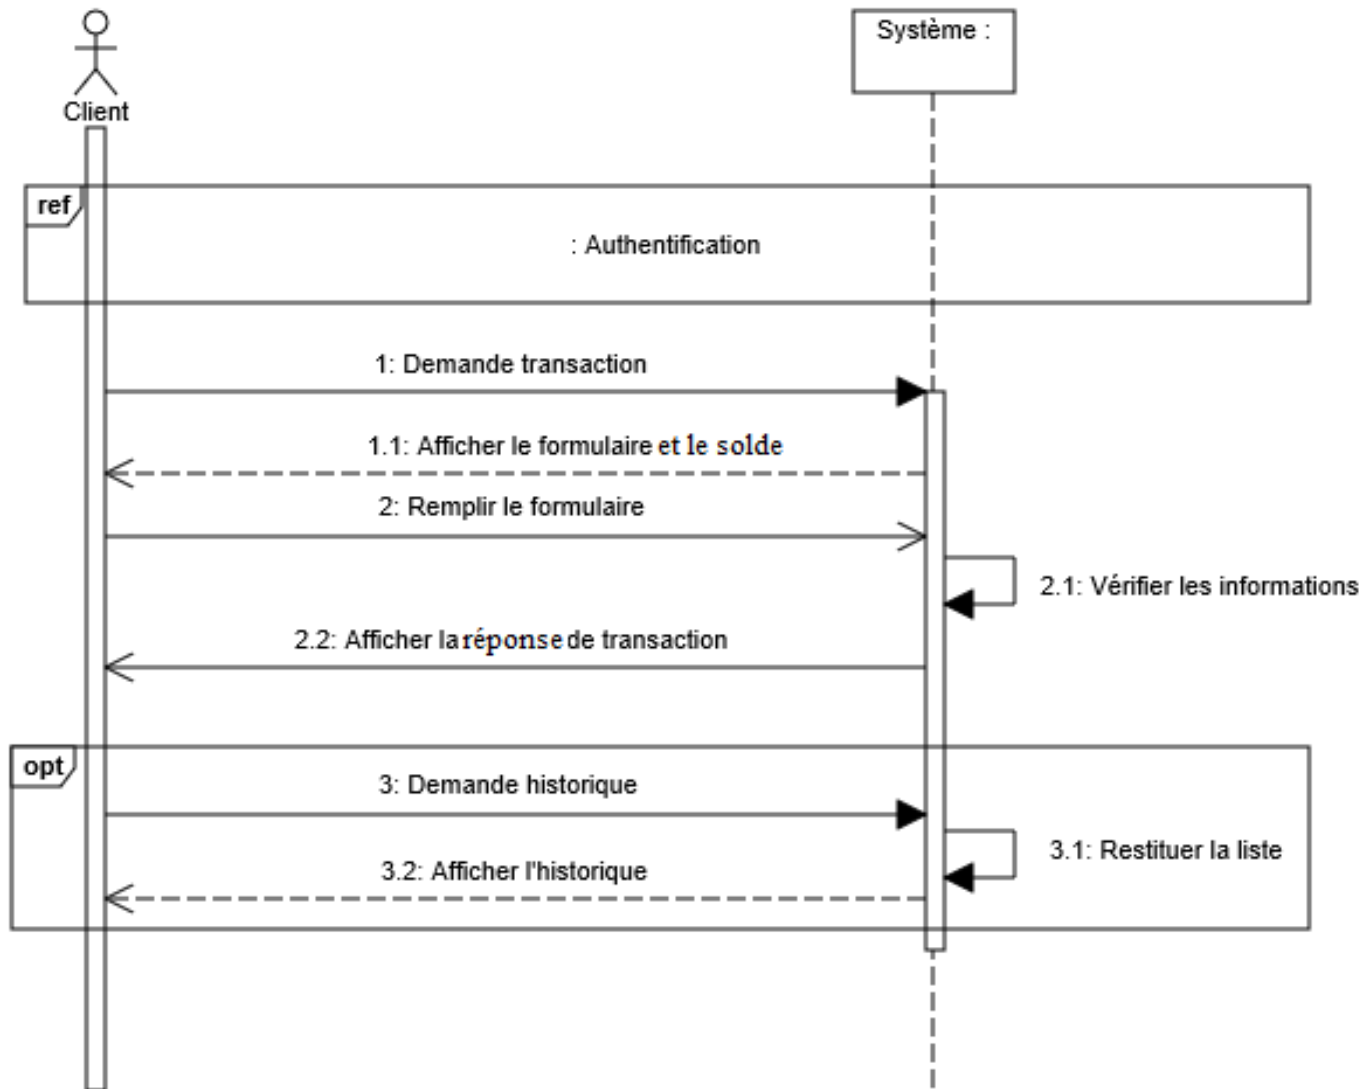 Système :
Client
ref
: Authentification
1: Demande transaction
1.1: Afficher le formulaire et le solde
2: Remplir le formulaire
2.1: Vérifier les informations
2.2: Afficher la réponse de transaction
opt
3: Demande historique
3.1: Restituer la liste
3.2: Afficher l'historique